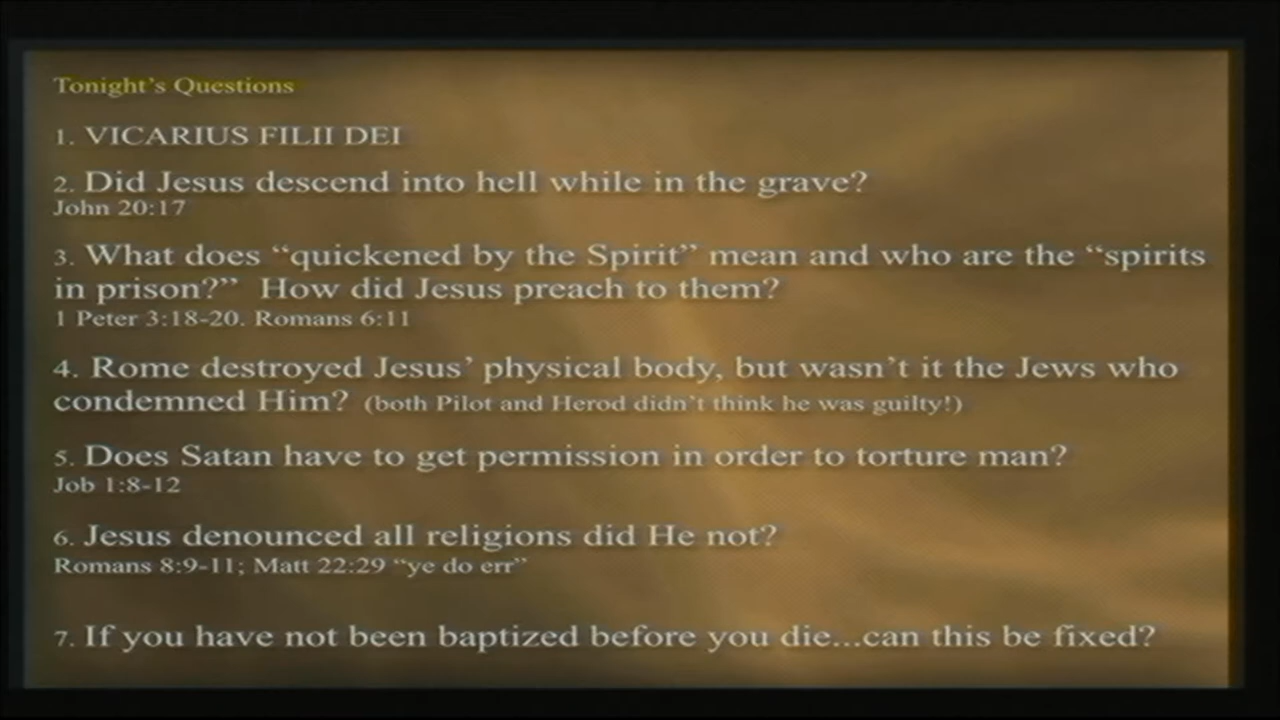 Tonight's Questions
1. VICARIUS FILII DEI
2. Did Jesus descend into hell while in the grave?
John 20:17
3. What does “quickened by the Spirit” mean and who are the “spirits
in prison?” How did Jesus preach to them?
1 Peter 3:18-20. Romans 6:11
4. Rome destroyed Jesus’ physical body, but wasn’t it the Jews who
condemned Him? (both Pilot and Herod didn’t think he was guilty!)
5. Does Satan have to get permission in order to torture man?
Job 1:8-12
6. Jesus denounced all religions did He not?
Romans 8:9-11; Matt 22:29 “ye do err”
7. If you have not been baptized before you die...can this be fixed?